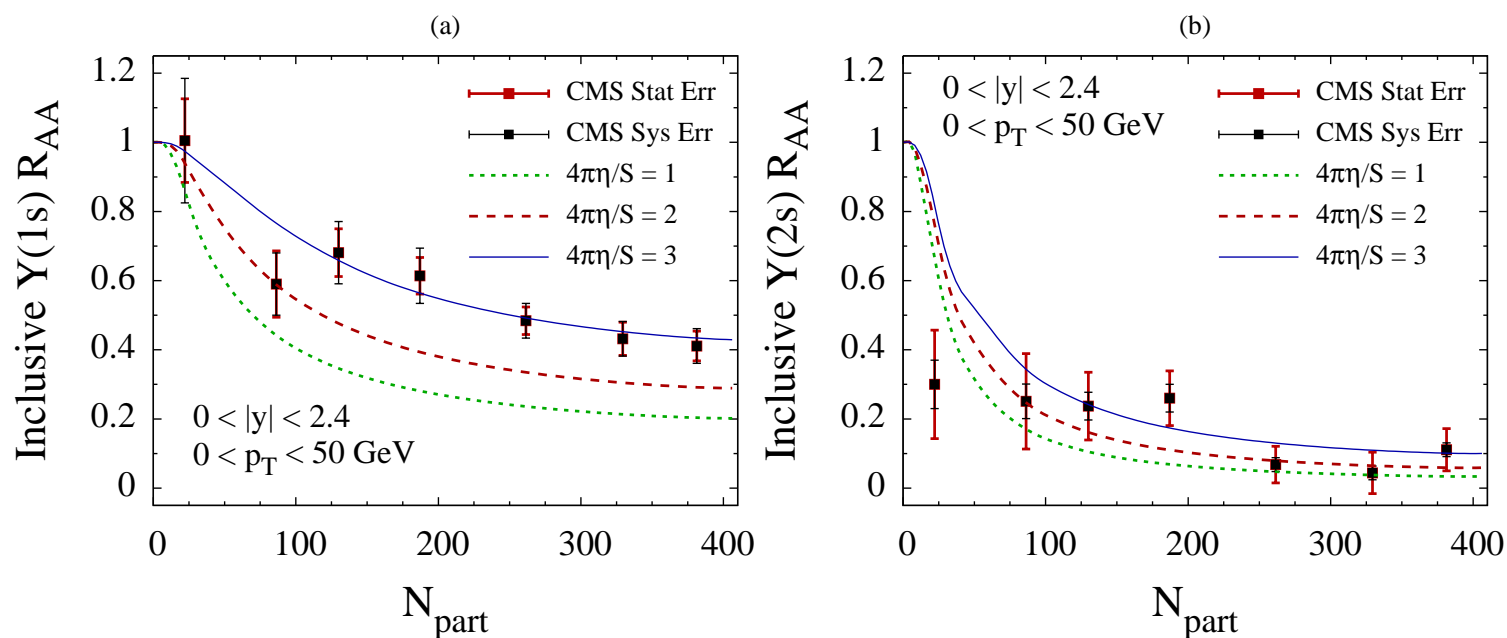 (a)
Inclusive Υ(1s) R_AA
1.2
1
0.8
0.6
0.4
0.2
0
CMS Stat Err
CMS Sys Err
4πη/S = 1
4πη/S = 2
4πη/S = 3
0 < |y| < 2.4
0 < p_T < 50 GeV
0 100 200 300 400
N_part
(b)
Inclusive Υ(2s) R_AA
1.2
1
0.8
0.6
0.4
0.2
0
0 < |y| < 2.4
0 < p_T < 50 GeV
CMS Stat Err
CMS Sys Err
4πη/S = 1
4πη/S = 2
4πη/S = 3
0 100 200 300 400
N_part